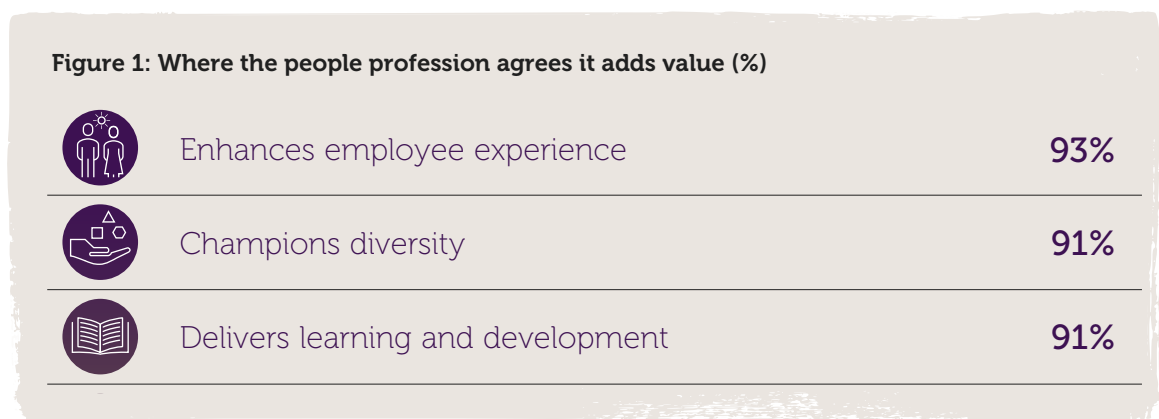 Figure 1: Where the people profession agrees it adds value (%)
Enhances employee experience 93%
Champions diversity 91%
Delivers learning and development 91%